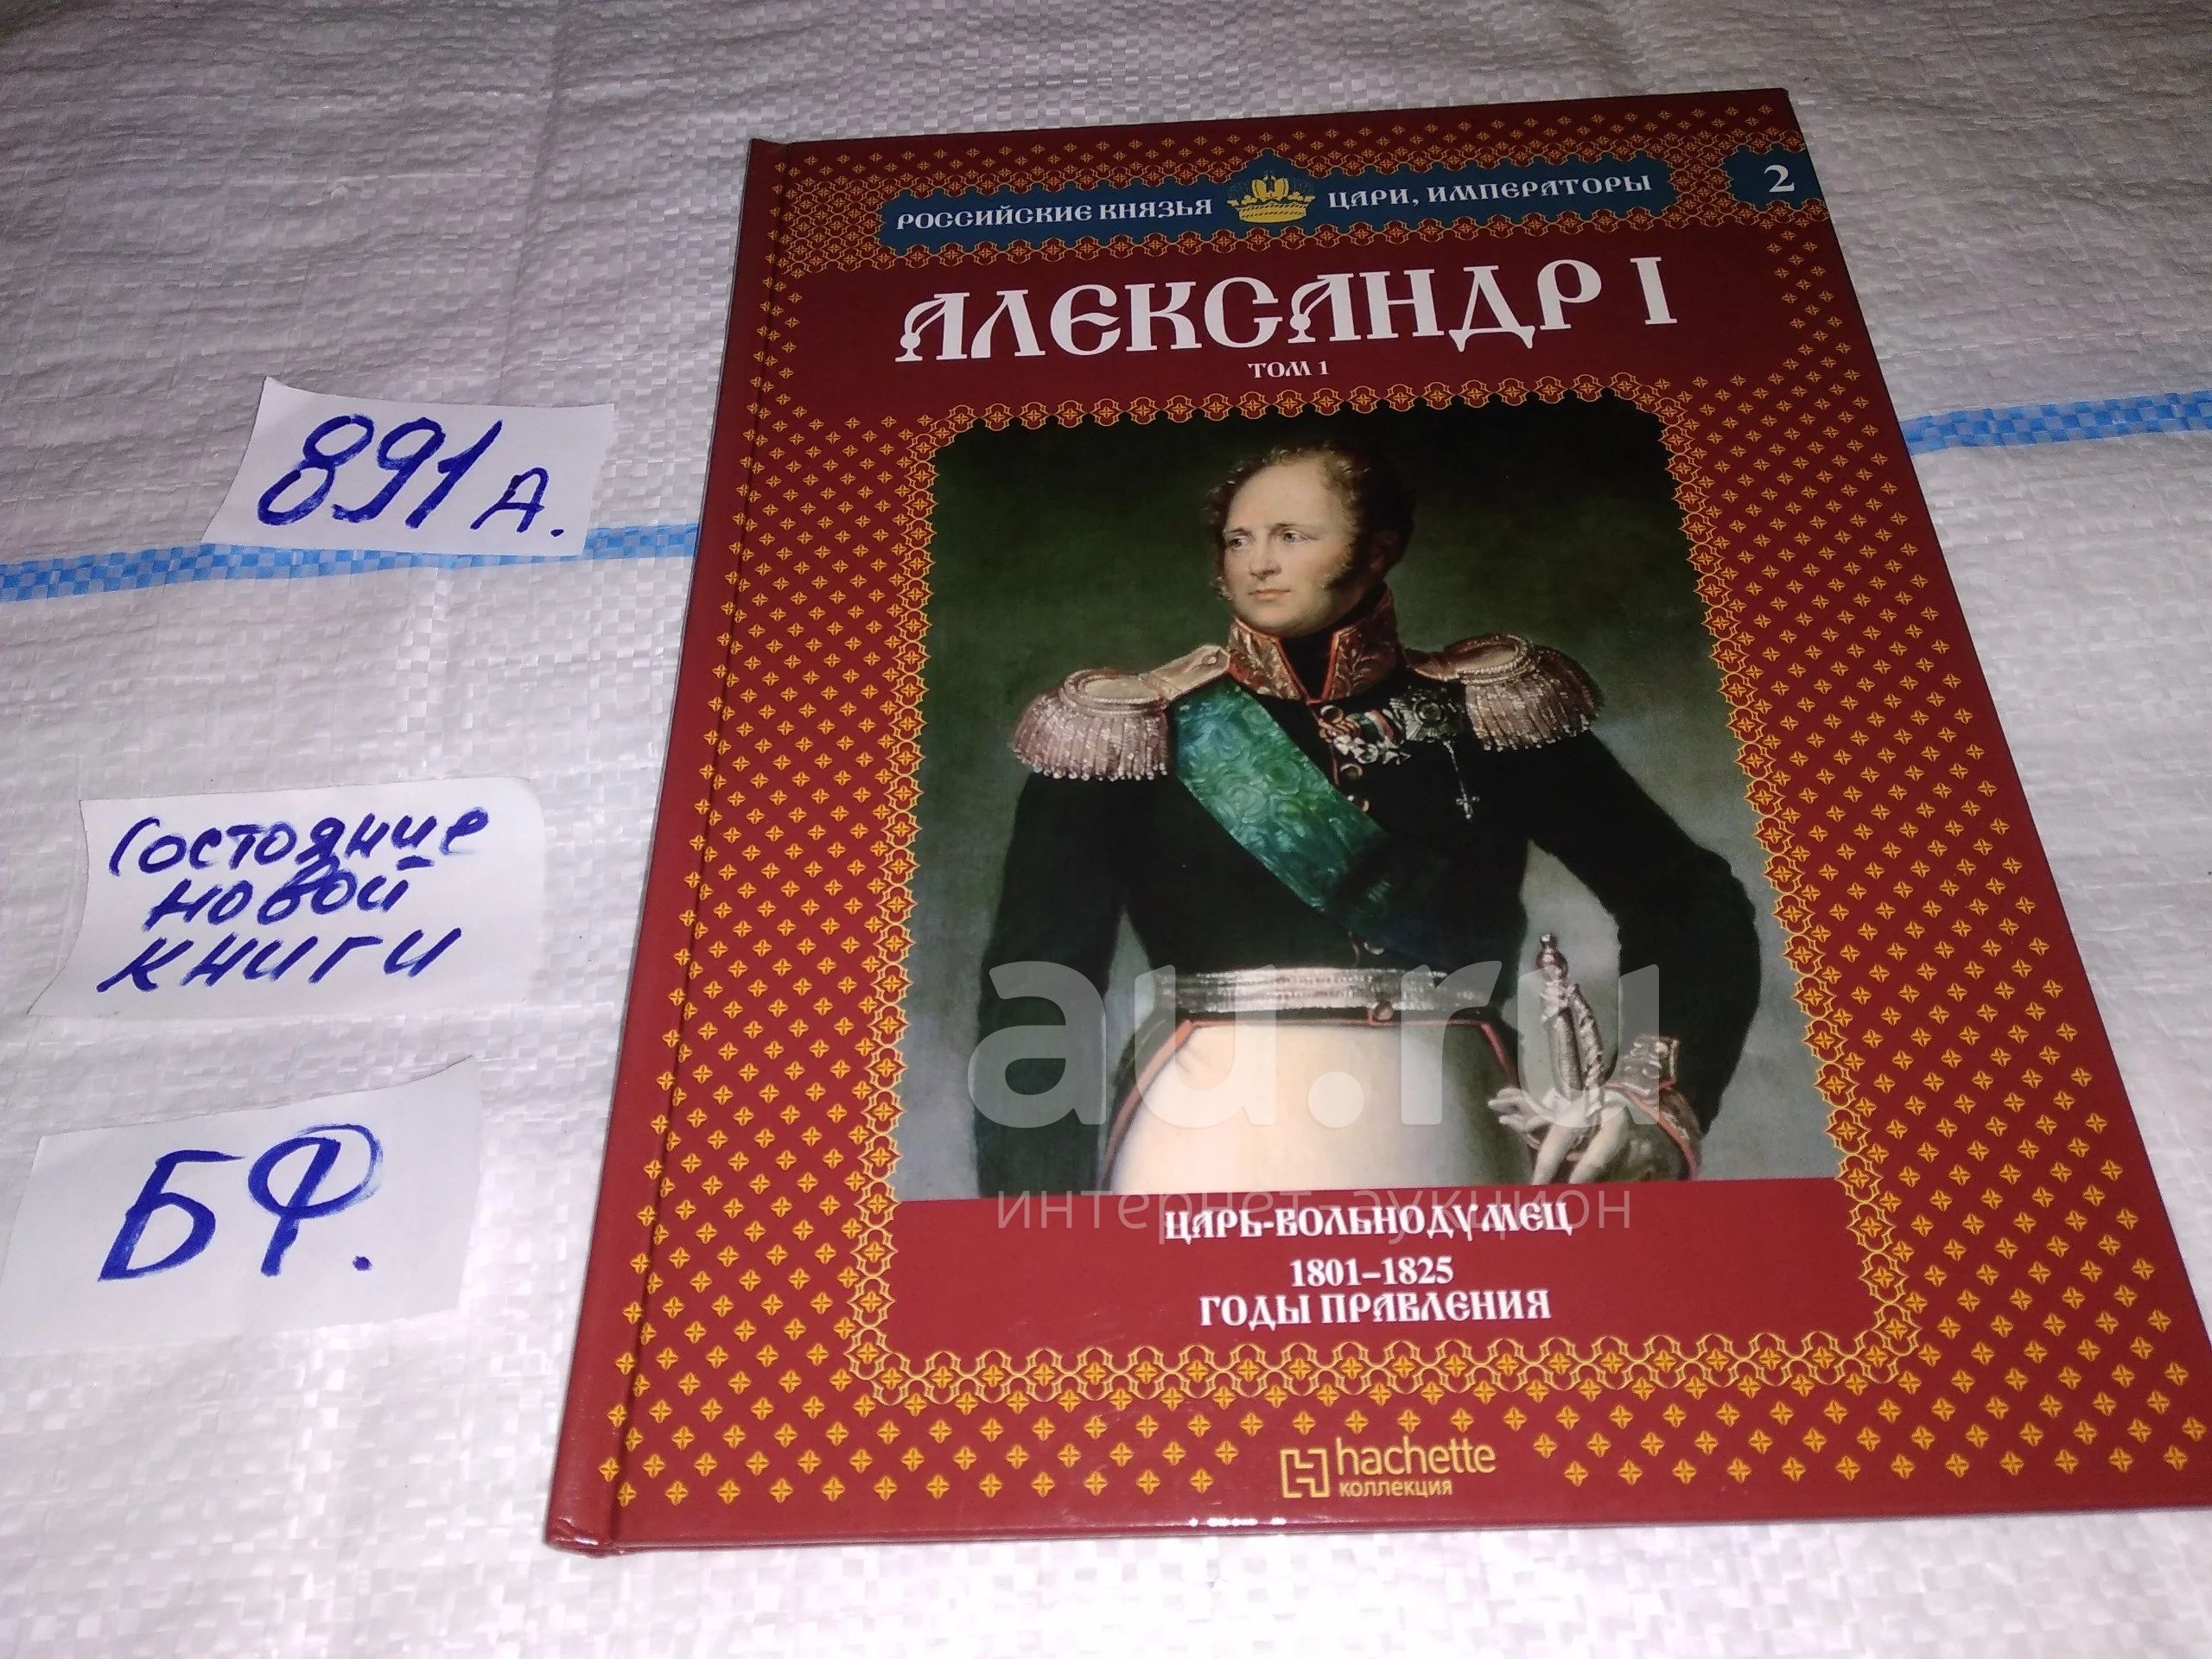 РОССИЙСКИЕ КНЯЗЬЯ ЦАРИ, ИМПЕРАТОРЫ 2
АЛЕКСАНДР I
ТОМ 1
891 А.
Состояние
новой
книги
БФ.
au.ru
интернет-аукцион
ЦАРЬ-ВОЛЬНОДУМЕЦ
1801–1825
ГОДЫ ПРАВЛЕНИЯ
hachette
КОЛЛЕКЦИЯ